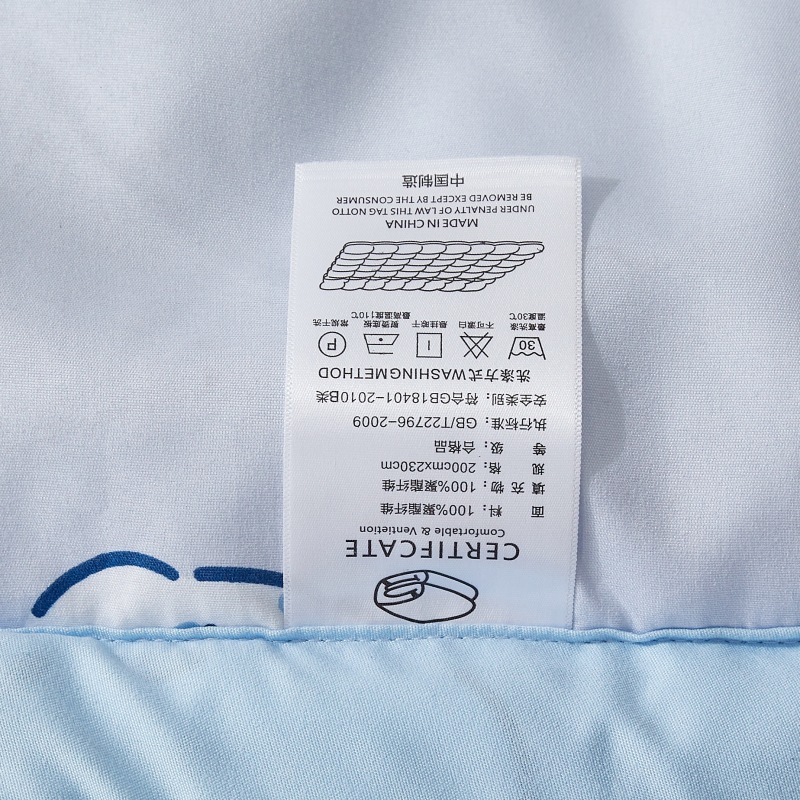 CERTIFCATE
Comfortable & Ventietion
面 料：100%聚酯纤维
填 充 物：100%聚酯纤维
规 格：200cmx230cm
等 级：合格品
执行标准：GB/T22796-2009
安全类别：符合GB18401-2010B类
洗涤方式WASHINGMETHOD
30 P
最高洗涤 不可漂白 悬挂晾干 熨烫底板 常规干洗
温度30℃ 最高温度110℃
MADE IN CHINA
UNDER PENALTY OF LAW THIS TAG NOTTO
BE REMOVED EXCEPT BY THE CONSUMER
中国制造